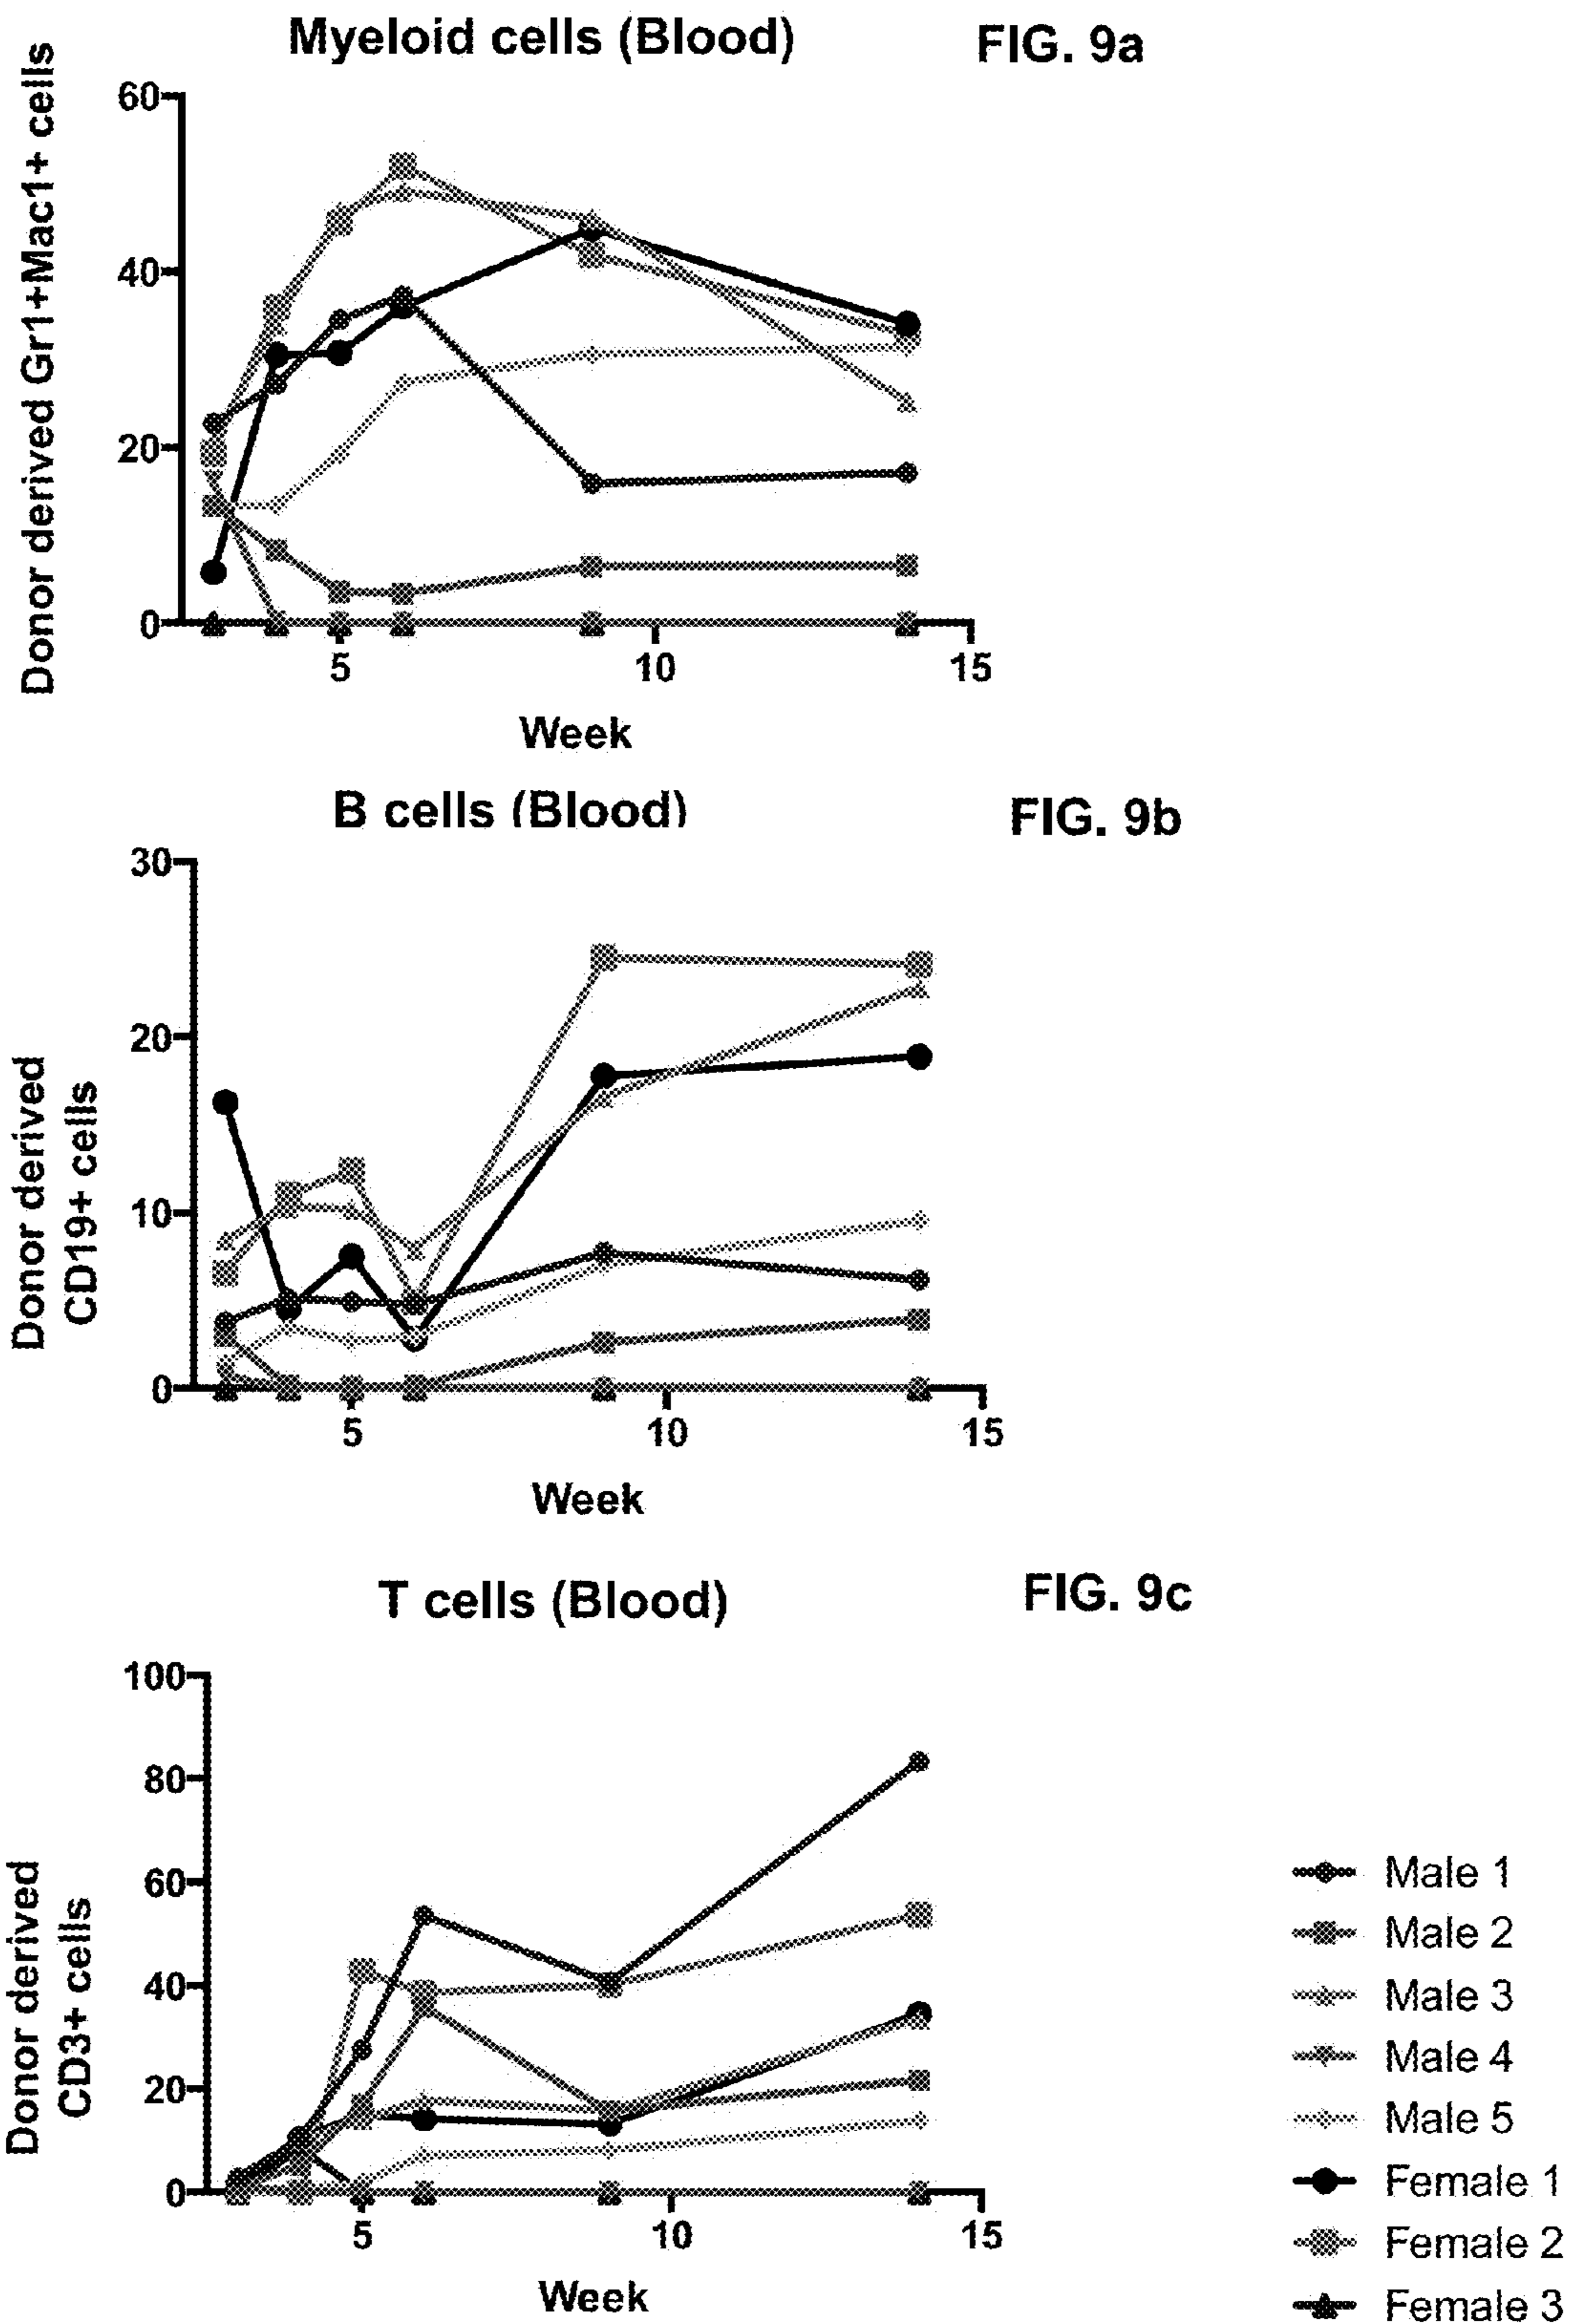 Myeloid cells (Blood)
FIG. 9a
Donor derived Gr1+Mac1+ cells
60
40
20
0
5
10
15
Week
B cells (Blood)
FIG. 9b
Donor derived
CD19+ cells
30
20
10
0
5
10
15
Week
T cells (Blood)
FIG. 9c
Donor derived
CD3+ cells
100
80
60
40
20
0
5
10
15
Week
Male 1
Male 2
Male 3
Male 4
Male 5
Female 1
Female 2
Female 3